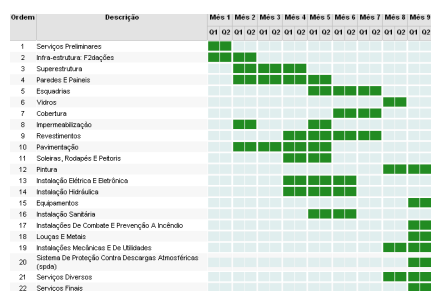 Ordem Descrição Mês 1 Mês 2 Mês 3 Mês 4 Mês 5 Mês 6 Mês 7 Mês 8 Mês 9
Q1 Q2 Q1 Q2 Q1 Q2 Q1 Q2 Q1 Q2 Q1 Q2 Q1 Q2 Q1 Q2 Q1 Q2
1 Serviços Preliminares
2 Infra-estrutura: F2dações
3 Superestrutura
4 Paredes E Paineis
5 Esquadrias
6 Vidros
7 Cobertura
8 Impermeabilização
9 Revestimentos
10 Pavimentação
11 Soleiras, Rodapés E Peitoris
12 Pintura
13 Instalação Elétrica E Eletrônica
14 Instalação Hidráulica
15 Equipamentos
16 Instalação Sanitária
17 Instalações De Combate E Prevenção A Incêndio
18 Louças E Metais
19 Instalações Mecânicas E De Utilidades
20 Sistema De Proteção Contra Descargas Atmosféricas
(spda)
21 Serviços Diversos
22 Serviços Finais